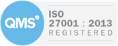 QMS
ISO
27001 : 2013
REGISTERED